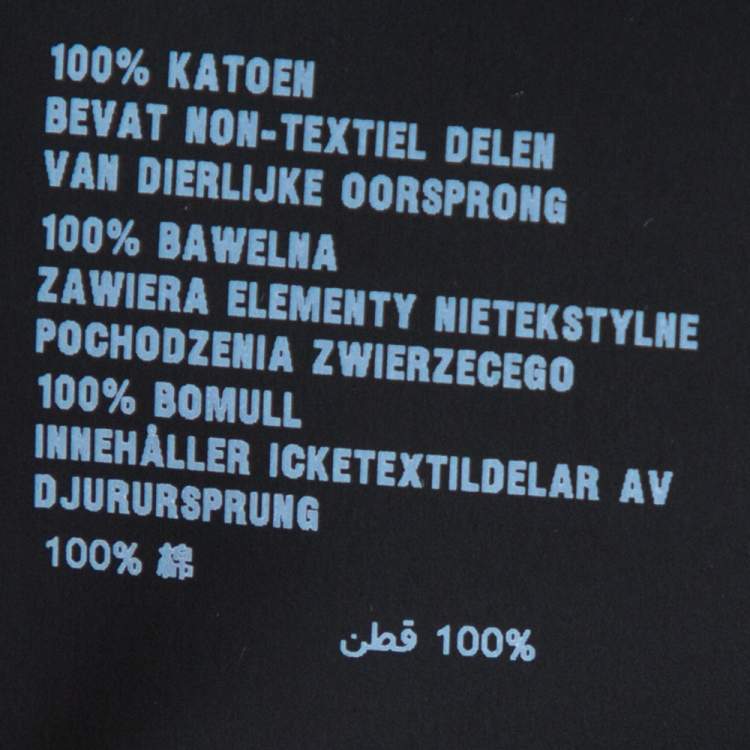 100% KATOEN
BEVAT NON-TEXTIEL DELEN
VAN DIERLIJKE OORSPRONG
100% BAWELNA
ZAWIERA ELEMENTY NIETEKSTYLNE
POCHODZENIA ZWIERZECEGO
100% BOMULL
INNEHÅLLER ICKETEXTILDELAR AV
DJURURSPRUNG
100% 綿
100% قطن